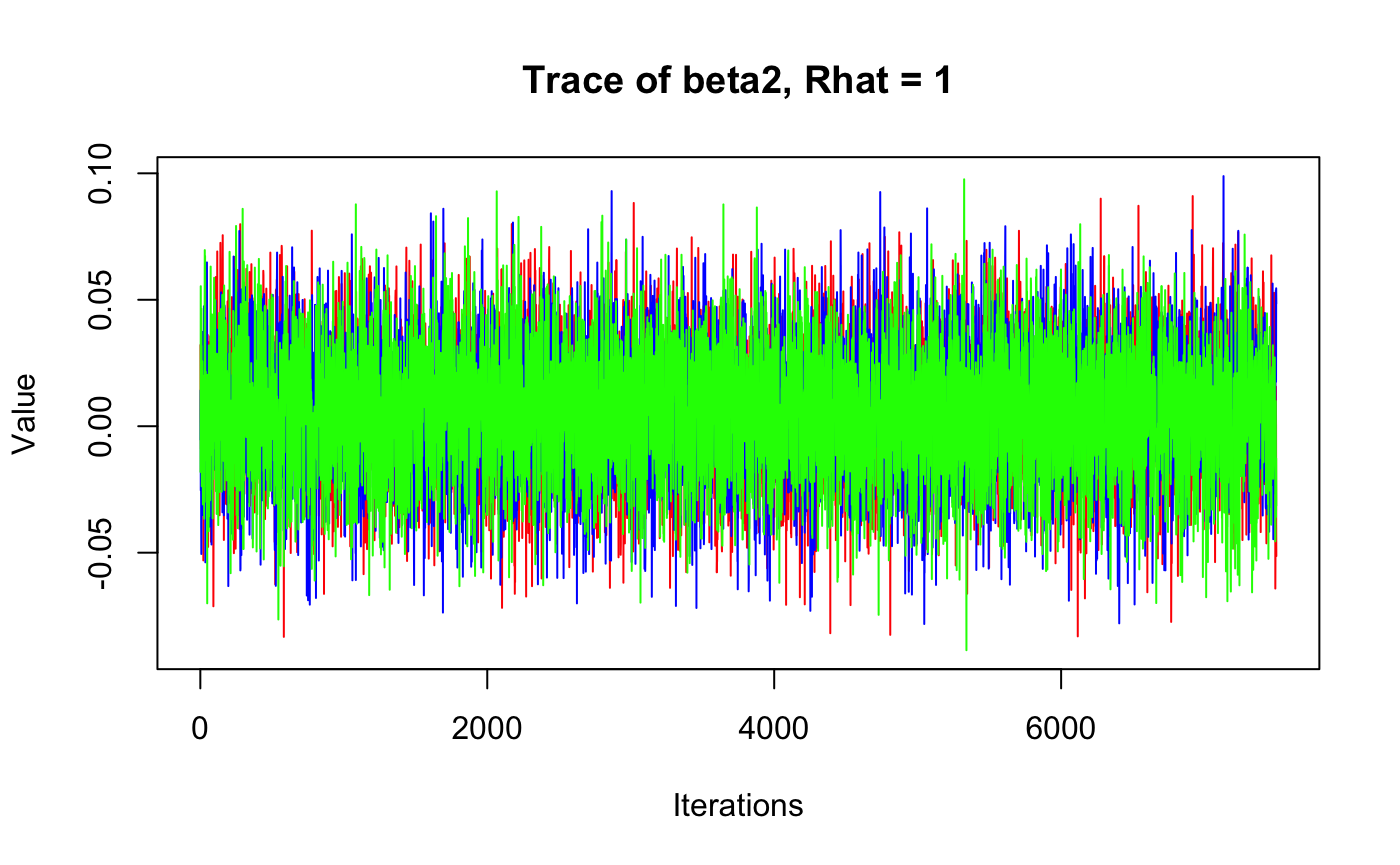 Trace of beta2, Rhat = 1
0.10
0.05
0.00
-0.05
Value
0 2000 4000 6000
Iterations